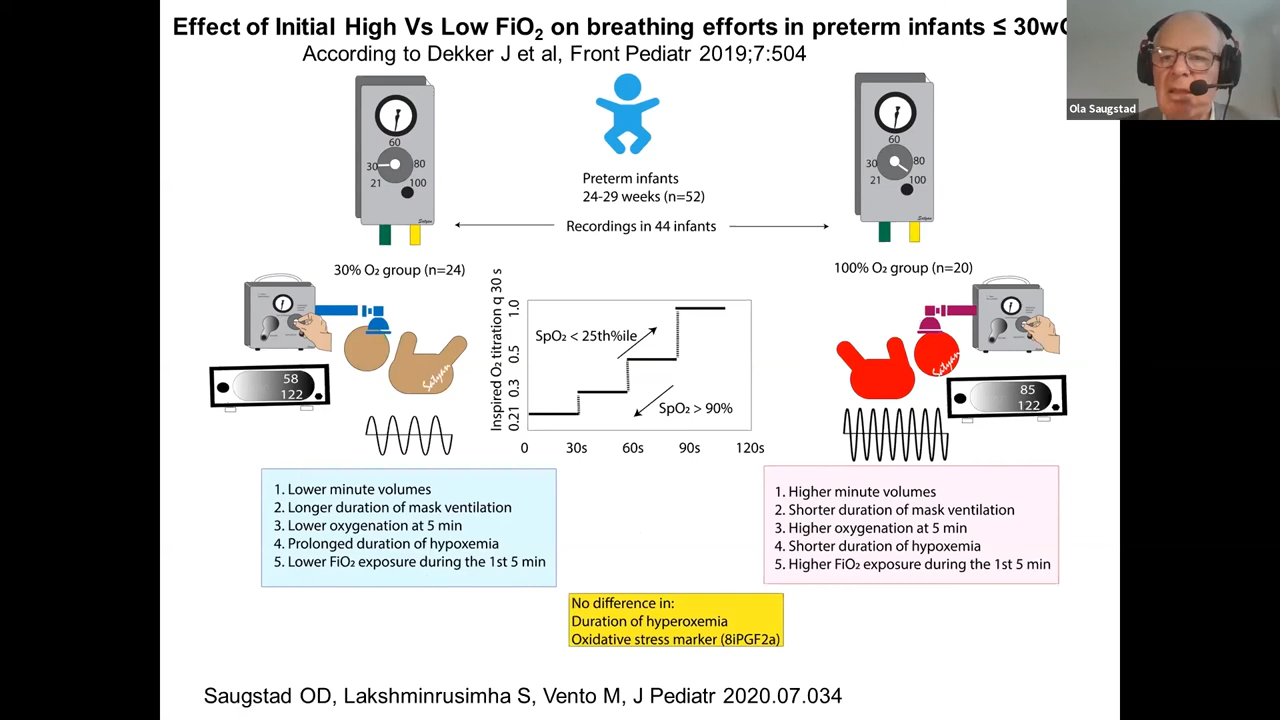 Effect of Initial High Vs Low FiO₂ on breathing efforts in preterm infants ≤ 30w
According to Dekker J et al, Front Pediatr 2019;7:504
Ola Saugstad
60
30
80
21
100
Satyan
60
30
80
21
100
Satyan
Preterm infants
24-29 weeks (n=52)
Recordings in 44 infants
30% O₂ group (n=24)
100% O₂ group (n=20)
58
122
Satyan
Inspired O₂ titration q 30 s
1.0
0.5
0.3
0.21
SpO₂ < 25th%ile
SpO₂ > 90%
0
30s
60s
90s
120s
Satyan
85
122
1. Lower minute volumes
2. Longer duration of mask ventilation
3. Lower oxygenation at 5 min
4. Prolonged duration of hypoxemia
5. Lower FiO₂ exposure during the 1st 5 min
1. Higher minute volumes
2. Shorter duration of mask ventilation
3. Higher oxygenation at 5 min
4. Shorter duration of hypoxemia
5. Higher FiO₂ exposure during the 1st 5 min
No difference in:
Duration of hyperoxemia
Oxidative stress marker (8iPGF2a)
Saugstad OD, Lakshminrusimha S, Vento M, J Pediatr 2020.07.034